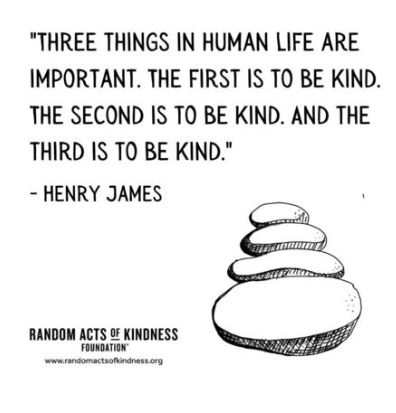 "THREE THINGS IN HUMAN LIFE ARE
IMPORTANT. THE FIRST IS TO BE KIND.
THE SECOND IS TO BE KIND. AND THE
THIRD IS TO BE KIND."
- HENRY JAMES
RANDOM ACTS OF KINDNESS
FOUNDATION
www.randomactsofkindness.org